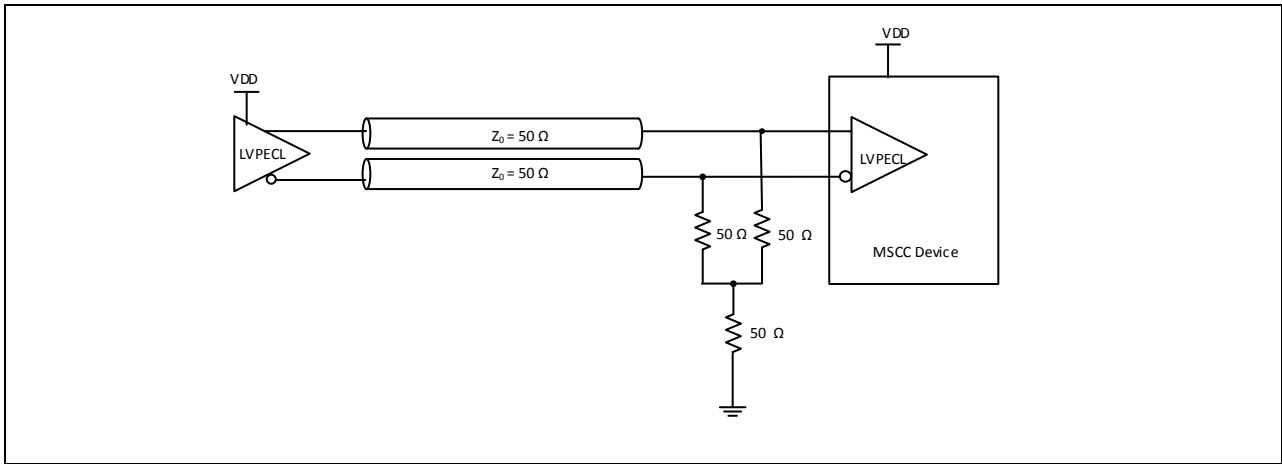 VDD
VDD
LVPECL
Z₀ = 50 Ω
Z₀ = 50 Ω
LVPECL
50 Ω
50 Ω
MSCC Device
50 Ω